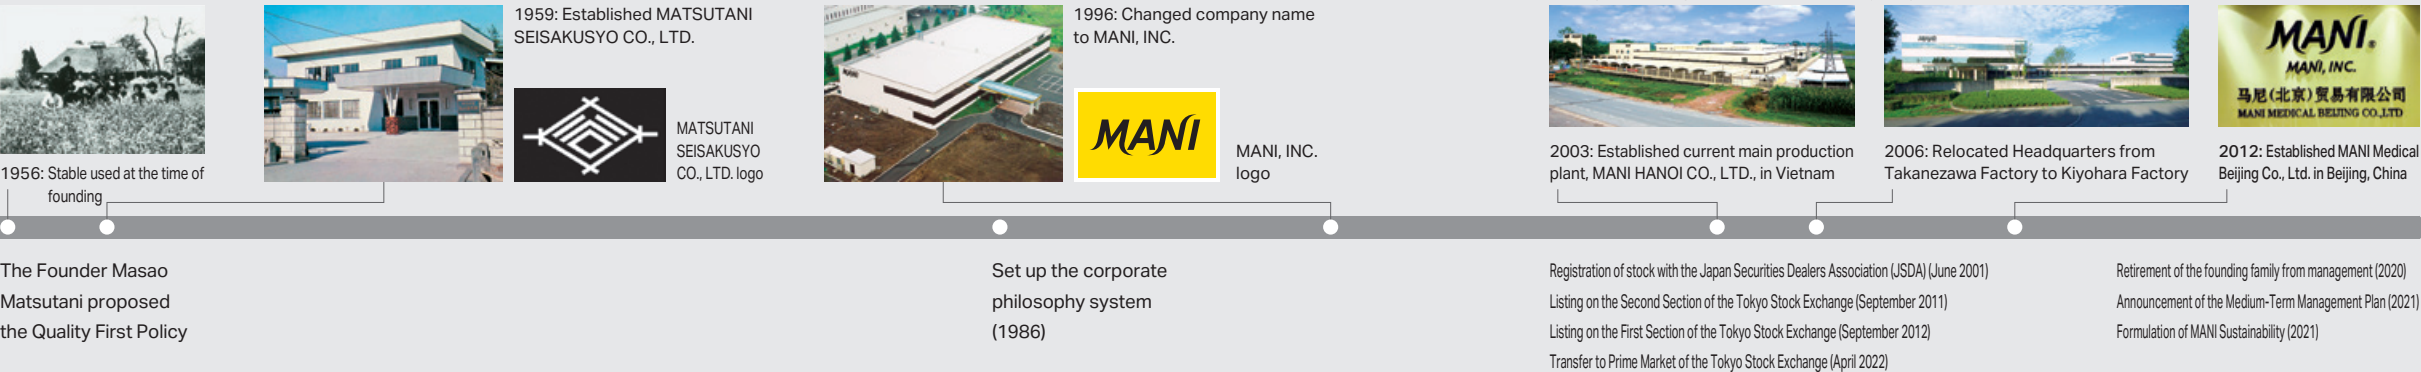 1956: Stable used at the time of
founding
1959: Established MATSUTANI
SEISAKUSYO CO., LTD.
MATSUTANI
SEISAKUSYO
CO., LTD. logo
MANI
1996: Changed company name
to MANI, INC.
MANI
MANI, INC.
logo
2003: Established current main production
plant, MANI HANOI CO., LTD., in Vietnam
2006: Relocated Headquarters from
Takanezawa Factory to Kiyohara Factory
MANI®
MANI, INC.
马尼(北京)贸易有限公司
MANI MEDICAL BEIJING CO.,LTD
2012: Established MANI Medical
Beijing Co., Ltd. in Beijing, China
The Founder Masao
Matsutani proposed
the Quality First Policy
Set up the corporate
philosophy system
(1986)
Registration of stock with the Japan Securities Dealers Association (JSDA) (June 2001)
Listing on the Second Section of the Tokyo Stock Exchange (September 2011)
Listing on the First Section of the Tokyo Stock Exchange (September 2012)
Transfer to Prime Market of the Tokyo Stock Exchange (April 2022)
Retirement of the founding family from management (2020)
Announcement of the Medium-Term Management Plan (2021)
Formulation of MANI Sustainability (2021)